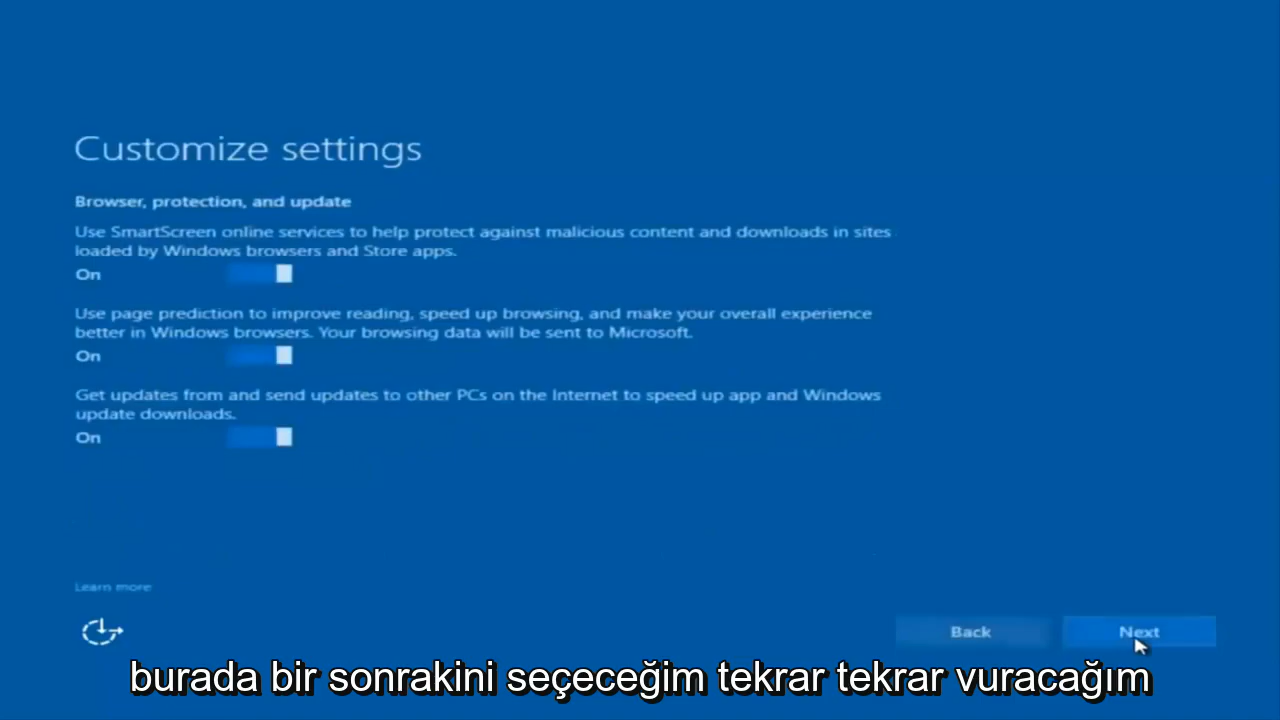 Customize settings
Browser, protection, and update
Use SmartScreen online services to help protect against malicious content and downloads in sites
loaded by Windows browsers and Store apps.
On
Use page prediction to improve reading, speed up browsing, and make your overall experience
better in Windows browsers. Your browsing data will be sent to Microsoft.
On
Get updates from and send updates to other PCs on the Internet to speed up app and Windows
update downloads.
On
Learn more
Back
Next
burada bir sonrakini seçeceğim tekrar tekrar vuracağım